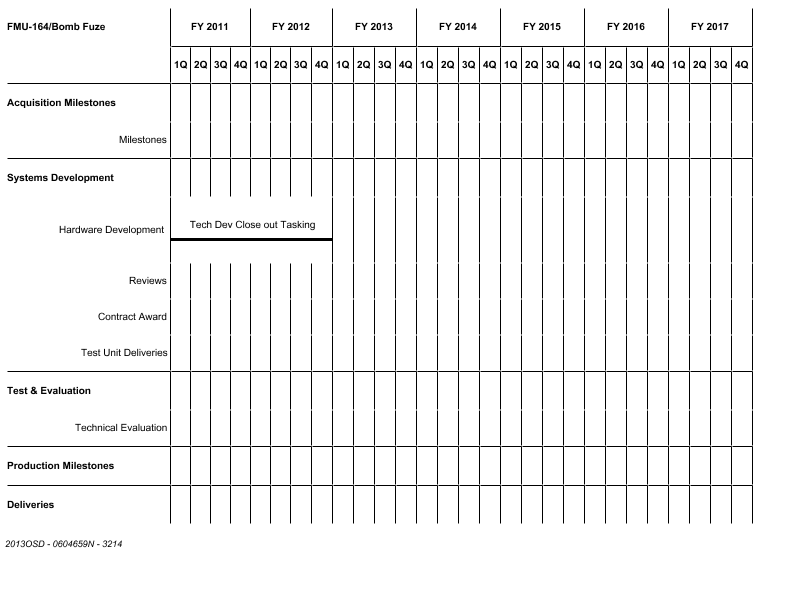 FMU-164/Bomb Fuze FY 2011 FY 2012 FY 2013 FY 2014 FY 2015 FY 2016 FY 2017
1Q 2Q 3Q 4Q 1Q 2Q 3Q 4Q 1Q 2Q 3Q 4Q 1Q 2Q 3Q 4Q 1Q 2Q 3Q 4Q 1Q 2Q 3Q 4Q 1Q 2Q 3Q 4Q
Acquisition Milestones
Milestones
Systems Development
Tech Dev Close out Tasking
Hardware Development
Reviews
Contract Award
Test Unit Deliveries
Test & Evaluation
Technical Evaluation
Production Milestones
Deliveries
2013OSD - 0604659N - 3214